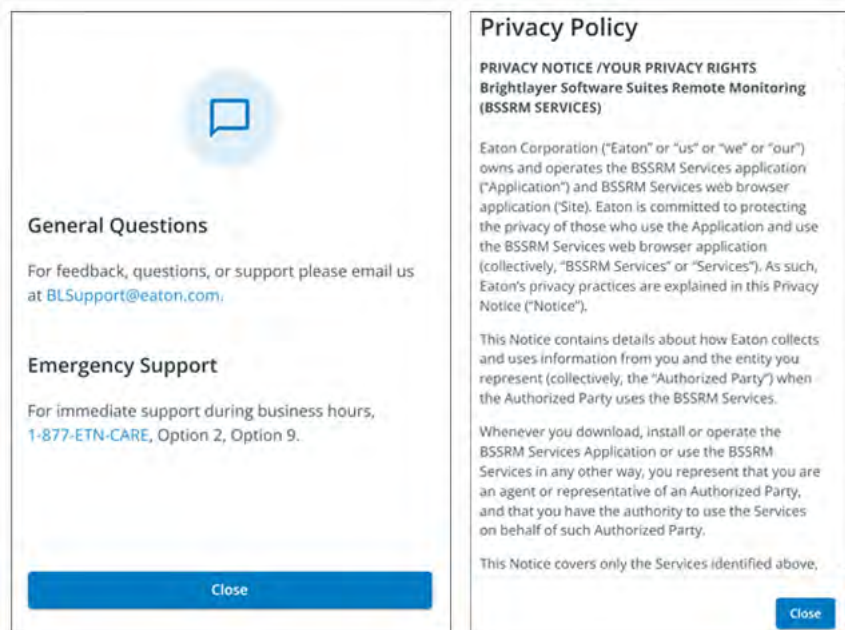 General Questions
For feedback, questions, or support please email us
at BLSupport@eaton.com.
Emergency Support
For immediate support during business hours,
1-877-ETN-CARE, Option 2, Option 9.
Close
Privacy Policy
PRIVACY NOTICE /YOUR PRIVACY RIGHTS
Brightlayer Software Suites Remote Monitoring
(BSSRM SERVICES)
Eaton Corporation ("Eaton" or "us" or "we" or "our")
owns and operates the BSSRM Services application
("Application") and BSSRM Services web browser
application ('Site). Eaton is committed to protecting
the privacy of those who use the Application and use
the BSSRM Services web browser application
(collectively, "BSSRM Services" or "Services"). As such,
Eaton's privacy practices are explained in this Privacy
Notice ("Notice").
This Notice contains details about how Eaton collects
and uses information from you and the entity you
represent (collectively, the "Authorized Party") when
the Authorized Party uses the BSSRM Services.
Whenever you download, install or operate the
BSSRM Services Application or use the BSSRM
Services in any other way, you represent that you are
an agent or representative of an Authorized Party,
and that you have the authority to use the Services
on behalf of such Authorized Party.
This Notice covers only the Services identified above,
Close